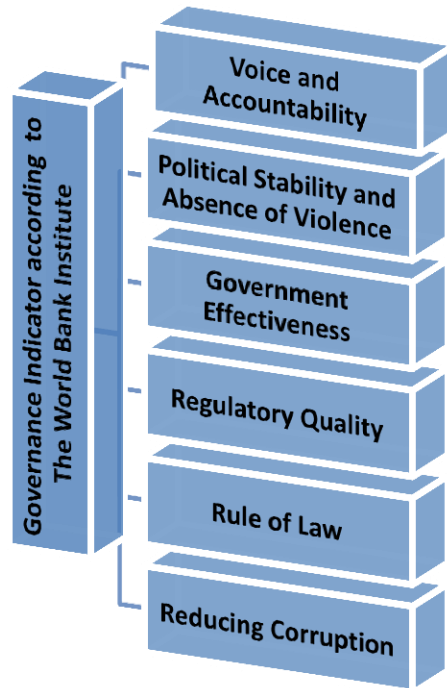 Governance Indicator according to
The World Bank Institute
Voice and
Accountability
Political Stability and
Absence of Violence
Government
Effectiveness
Regulatory Quality
Rule of Law
Reducing Corruption